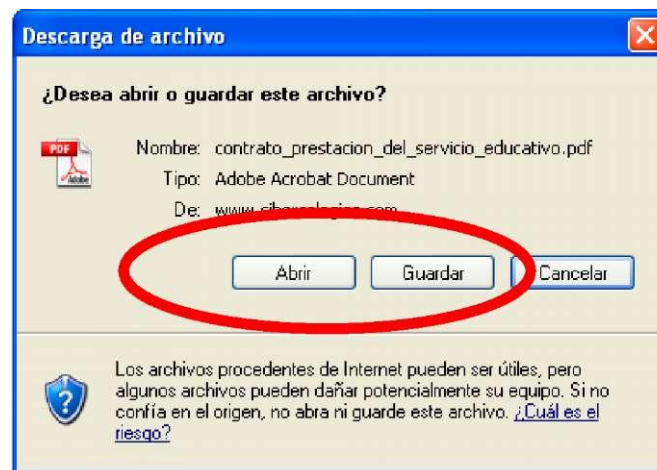 Descarga de archivo
¿Desea abrir o guardar este archivo?
PDF
Adobe
Nombre: contrato_prestacion_del_servicio_educativo.pdf
Tipo: Adobe Acrobat Document
De:
Abrir Guardar Cancelar
Los archivos procedentes de Internet pueden ser útiles, pero
algunos archivos pueden dañar potencialmente su equipo. Si no
confía en el origen, no abra ni guarde este archivo. ¿Cuál es el
riesgo?